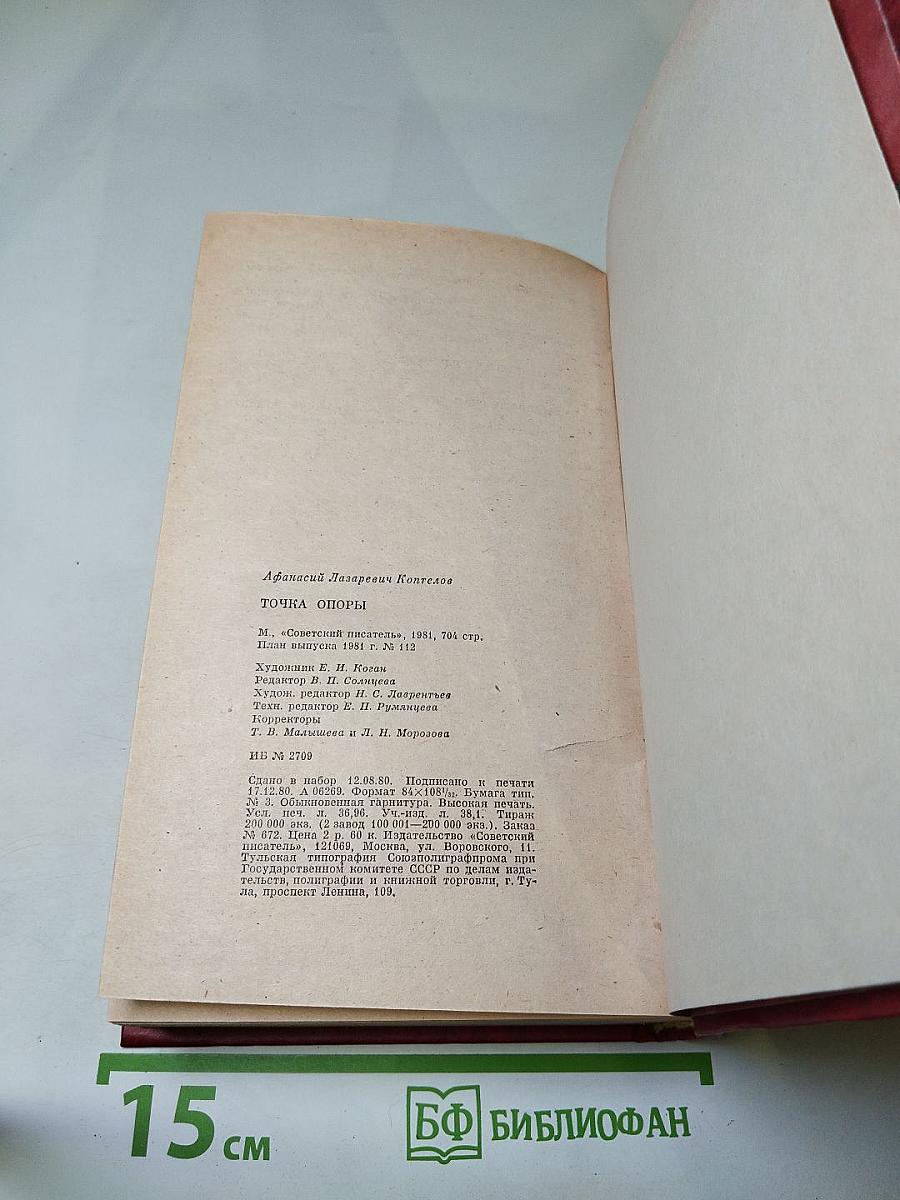 Афанасий Лазаревич Коптелов
ТОЧКА ОПОРЫ
М., «Советский писатель», 1981, 704 стр.
План выпуска 1981 г. № 112
Художник Е. И. Коган
Редактор В. П. Солнцева
Худож. редактор Н. С. Лаврентьев
Техн. редактор Е. П. Румянцева
Корректоры
Т. В. Малышева и Л. Н. Морозова
ИБ № 2709
Сдано в набор 12.08.80. Подписано к печати
17.12.80. А 06269. Формат 84×108¹/₃₂. Бумага тип.
№ 3. Обыкновенная гарнитура. Высокая печать.
Усл. печ. л. 36,96. Уч.-изд. л. 38,1. Тираж
200 000 экз. (2 завод 100 001—200 000 экз.). Заказ
№ 672. Цена 2 р. 60 к. Издательство «Советский
писатель», 121069, Москва, ул. Воровского, 11.
Тульская типография Союзполиграфпрома при
Государственном комитете СССР по делам изда-
тельств, полиграфии и книжной торговли, г. Ту-
ла, проспект Ленина, 109.
15 см
БФ БИБЛИОФАН